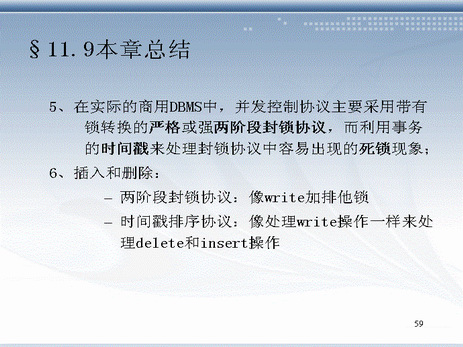 §11.9本章总结
5、在实际的商用DBMS中，并发控制协议主要采用带有
锁转换的严格或强两阶段封锁协议，而利用事务
的时间戳来处理封锁协议中容易出现的死锁现象；
6、插入和删除：
– 两阶段封锁协议：像write加排他锁
– 时间戳排序协议：像处理write操作一样来处
理delete和insert操作
59